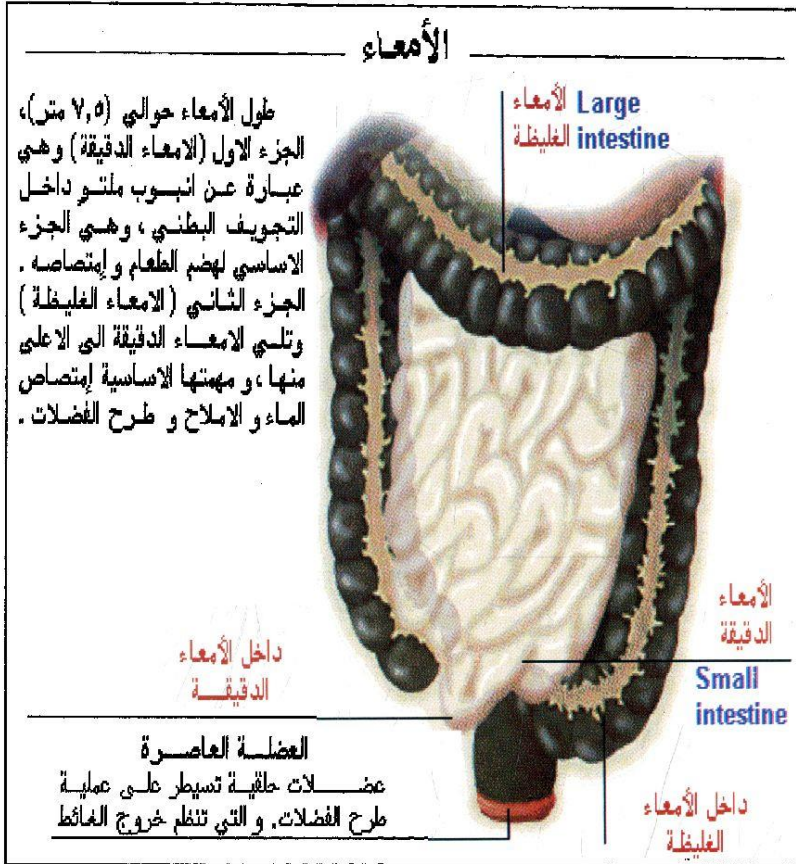 الأمعاء
طول الأمعاء حوالي (٧,٥ متر)،
الجزء الاول (الامعاء الدقيقة) وهي
عبارة عن انبوب ملتو داخل
التجويف البطني، وهي الجزء
الاساسي لهضم الطعام و إمتصاصه.
الجزء الثاني (الامعاء الغليظة)
وتلي الامعاء الدقيقة الى الاعلى
منها، و مهمتها الاساسية إمتصاص
الماء و الاملاح و طرح الفضلات.
الأمعاء Large
الغليظة intestine
الأمعاء
الدقيقة
Small
intestine
داخل الأمعاء
الدقيقة
العضلة العاصرة
عضلات حلقية تسيطر على عملية
طرح الفضلات. و التي تنظم خروج الغائط
داخل الأمعاء
الغليظة